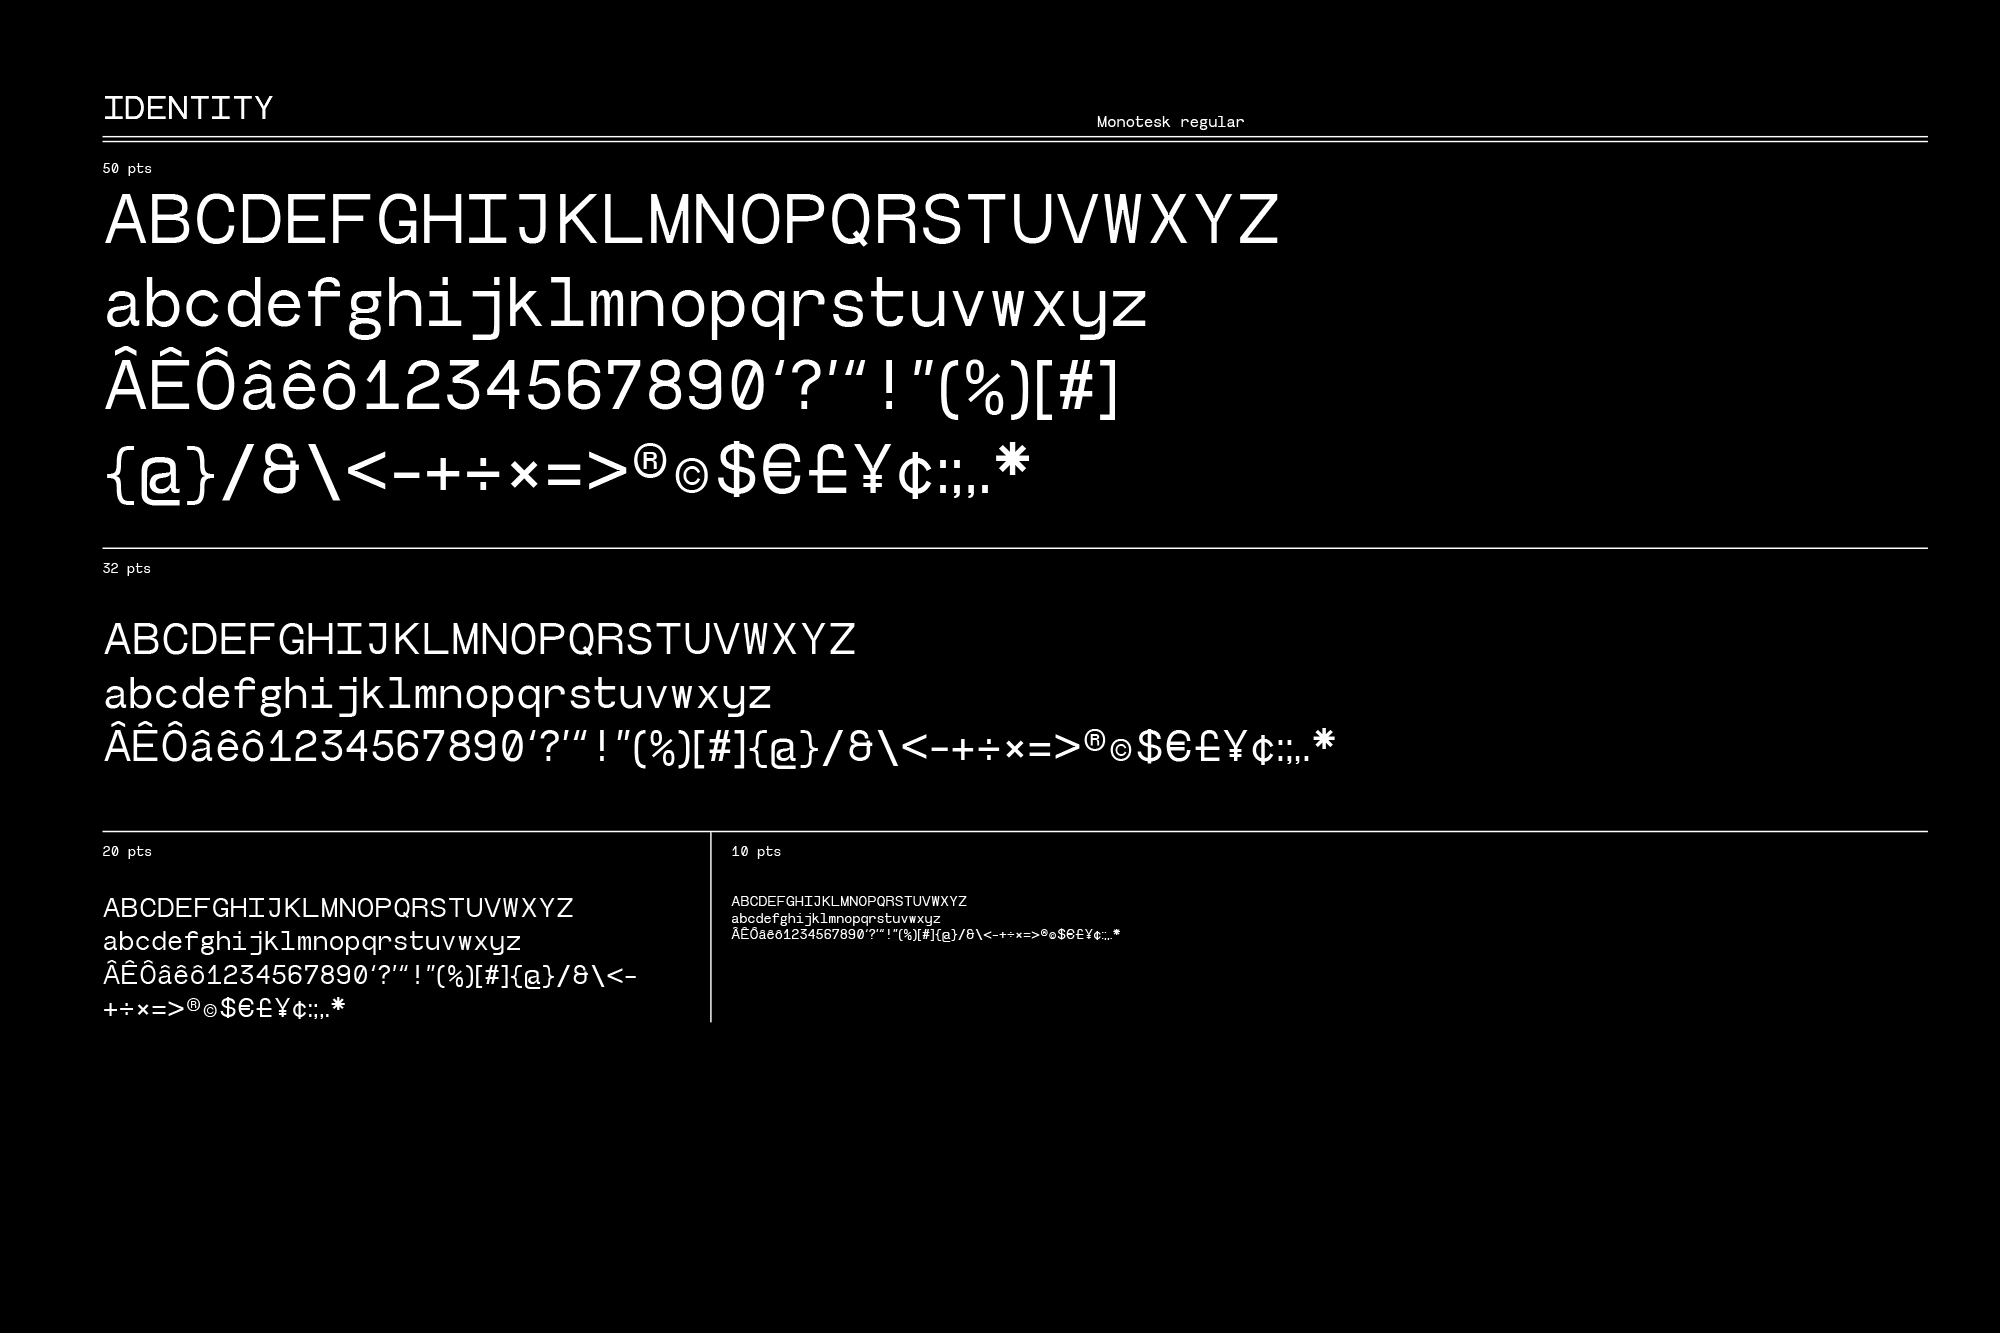 IDENTITY
Monotesk regular
50 pts
ABCDEFGHIJKLMNOPQRSTUVWXYZ
abcdefghijklmnopqrstuvwxyz
ÂÊÔâêô1234567890‘?’“!”(%)[#]
{@}/&\<-+÷×=>®©$€£¥¢:;,.*
32 pts
ABCDEFGHIJKLMNOPQRSTUVWXYZ
abcdefghijklmnopqrstuvwxyz
ÂÊÔâêô1234567890‘?’“!”(%)[#]{@}/&\<-+÷×=>®©$€£¥¢:;,.*
20 pts
ABCDEFGHIJKLMNOPQRSTUVWXYZ
abcdefghijklmnopqrstuvwxyz
ÂÊÔâêô1234567890‘?’“!”(%)[#]{@}/&\<-
+÷×=>®©$€£¥¢:;,.*
10 pts
ABCDEFGHIJKLMNOPQRSTUVWXYZ
abcdefghijklmnopqrstuvwxyz
ÂÊÔâêô1234567890‘?’“!”(%)[#]{@}/&\<-+÷×=>®©$€£¥¢:;,.*